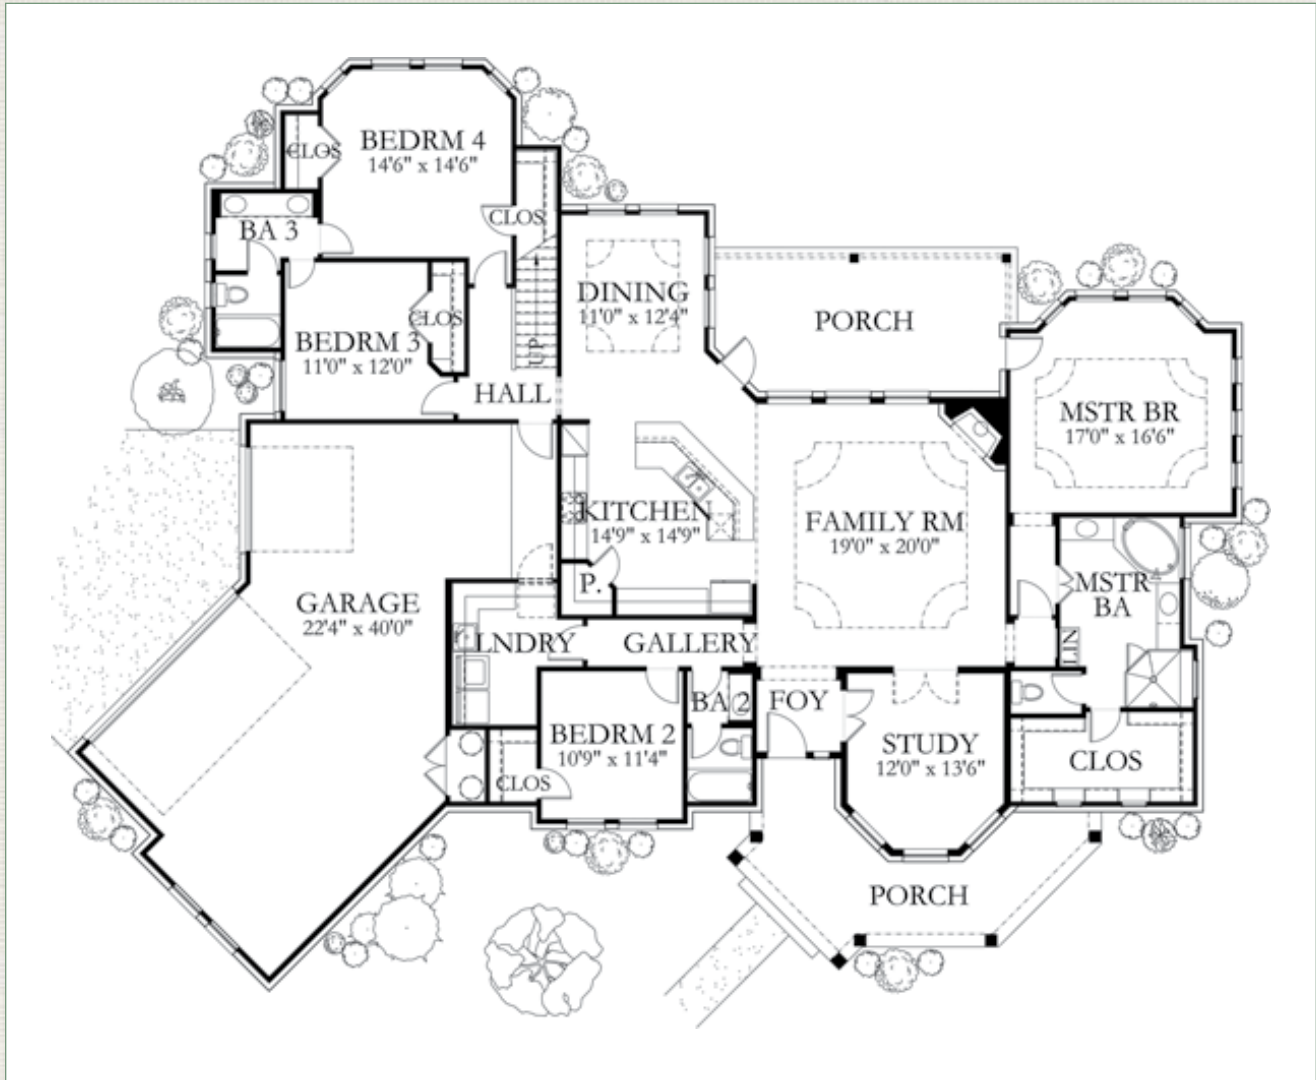 BEDRM 4
14'6" x 14'6"
CLOS
CLOS
BA 3
DINING
11'0" x 12'4"
PORCH
CLOS
BEDRM 3
11'0" x 12'0"
UP
HALL
MSTR BR
17'0" x 16'6"
KITCHEN
14'9" x 14'9"
FAMILY RM
19'0" x 20'0"
P.
MSTR
BA
GARAGE
22'4" x 40'0"
LNDRY
GALLERY
LIN
BA 2
FOY
BEDRM 2
10'9" x 11'4"
STUDY
12'0" x 13'6"
CLOS
CLOS
PORCH